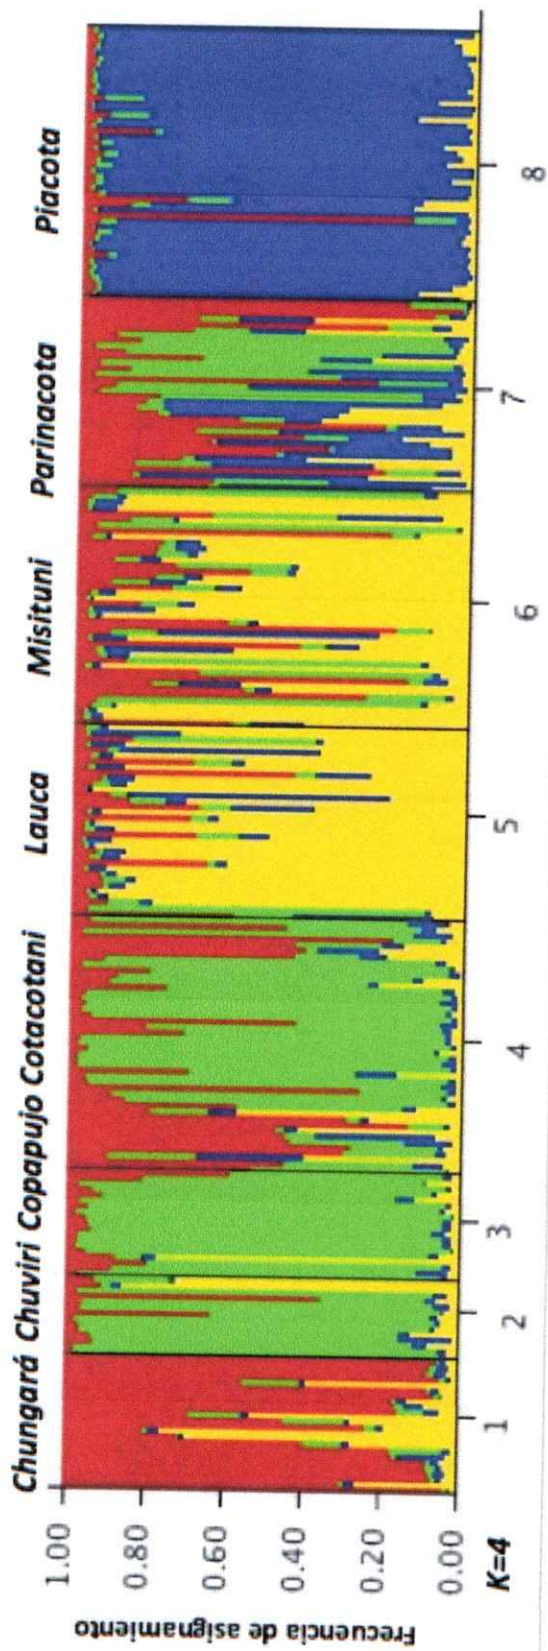 Chungará Chuviri Copapujo Cotacotani Lauca Misituni Parinacota Piacota
Frecuencia de asignamiento
1.00
0.80
0.60
0.40
0.20
0.00
K=4
1 2 3 4 5 6 7 8